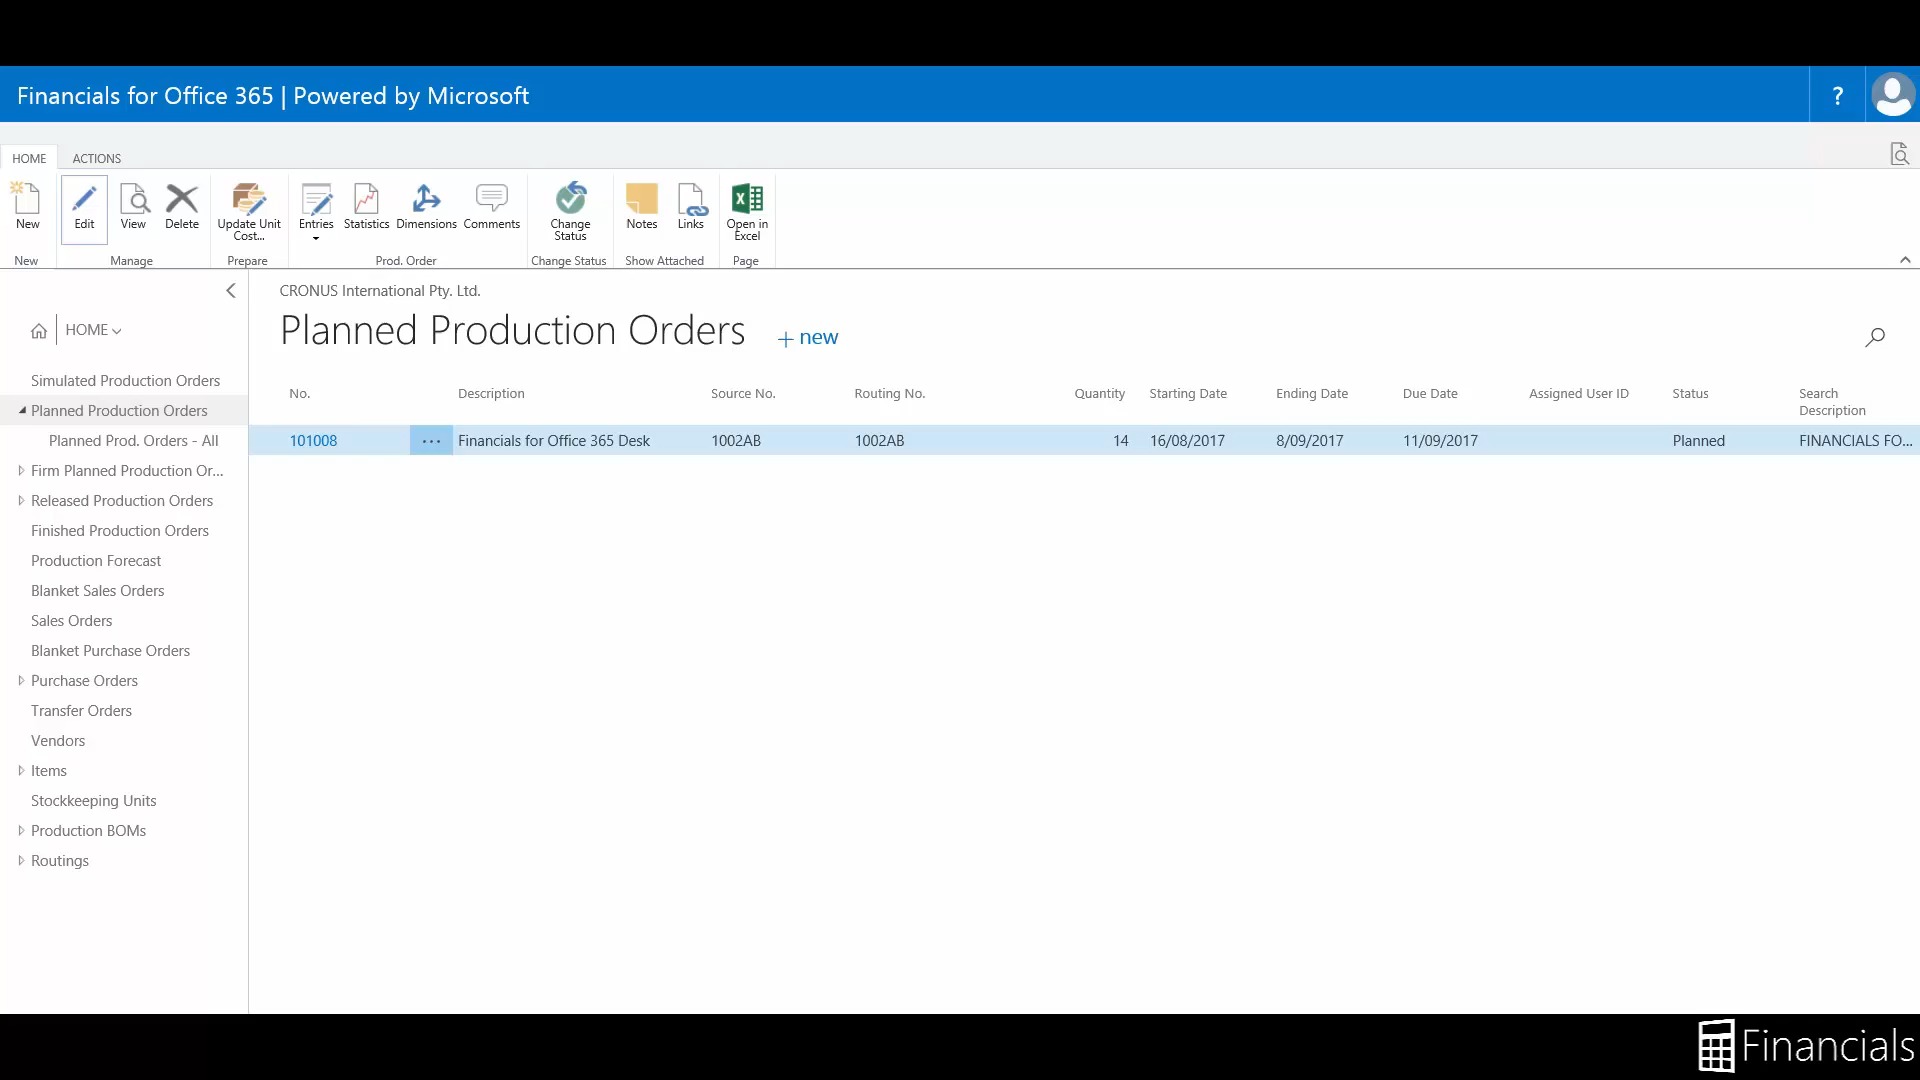 Financials for Office 365 | Powered by Microsoft
?
HOME
ACTIONS
New
Edit
View
Delete
Update Unit
Cost...
Entries
Statistics
Dimensions
Comments
Change
Status
Notes
Links
Open in
Excel
New
Manage
Prepare
Prod. Order
Change Status
Show Attached
Page
HOME
Simulated Production Orders
Planned Production Orders
Planned Prod. Orders - All
Firm Planned Production Or...
Released Production Orders
Finished Production Orders
Production Forecast
Blanket Sales Orders
Sales Orders
Blanket Purchase Orders
Purchase Orders
Transfer Orders
Vendors
Items
Stockkeeping Units
Production BOMs
Routings
CRONUS International Pty. Ltd.
Planned Production Orders + new
No. Description Source No. Routing No. Quantity Starting Date Ending Date Due Date Assigned User ID Status Search
Description
101008 ... Financials for Office 365 Desk 1002AB 1002AB 14 16/08/2017 8/09/2017 11/09/2017 Planned FINANCIALS FO...
Financials